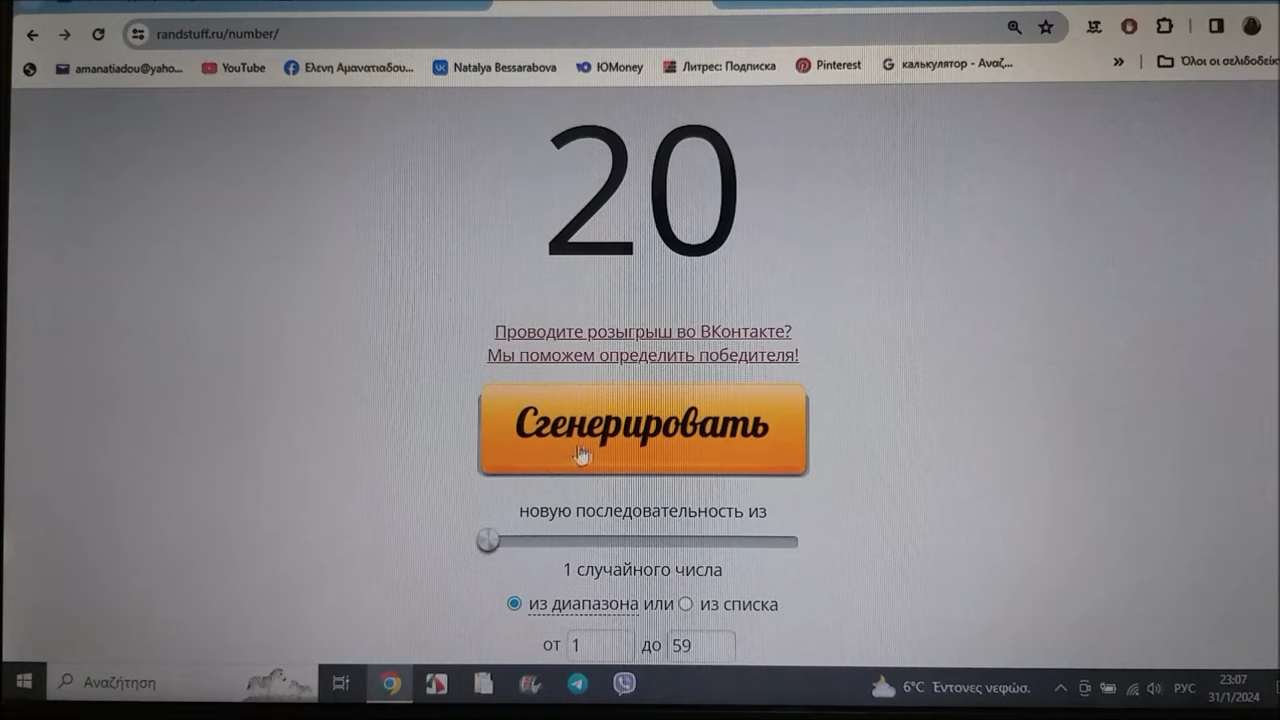 randstuff.ru/number/
amanatiadou@yaho...
YouTube
Ελενη Αμανατιαδου...
Natalya Bessarabova
ЮMoney
Литрес: Подписка
Pinterest
калькулятор - Αναζ...
»
Όλοι οι σελιδοδείκ
20
Проводите розыгрыш во ВКонтакте?
Мы поможем определить победителя!
Сгенерировать
новую последовательность из
1 случайного числа
из диапазона или из списка
от 1 до 59
Αναζήτηση
6°C Έντονες νεφώσ.
РУС
23:07
31/1/2024